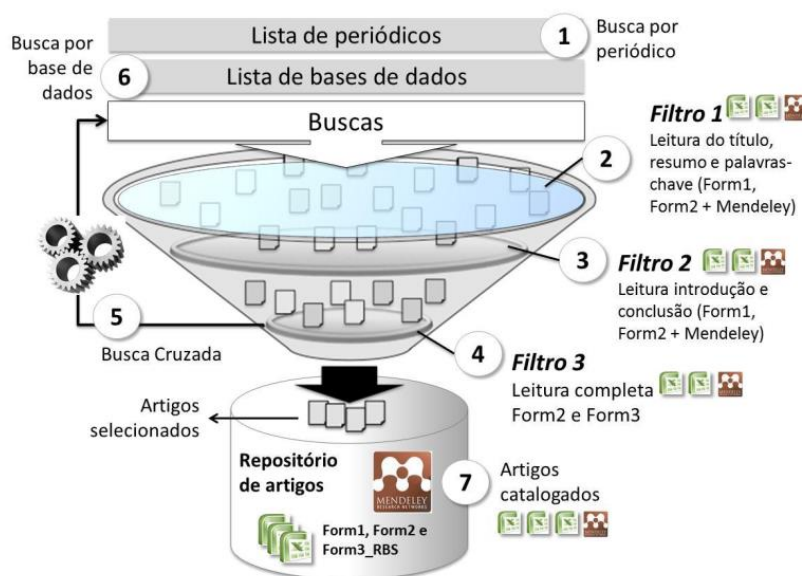 Lista de periódicos
1
Busca por
periódico
Busca por
base de
dados
6
Lista de bases de dados
Buscas
2
Filtro 1
Leitura do título,
resumo e palavras-
chave (Form1,
Form2 + Mendeley)
3
Filtro 2
Leitura introdução e
conclusão (Form1,
Form2 + Mendeley)
5
Busca Cruzada
4
Filtro 3
Leitura completa
Form2 e Form3
Artigos
selecionados
Repositório
de artigos
MENDELEY
RESEARCH NETWORKS
7
Artigos
catalogados
Form1, Form2 e
Form3_RBS